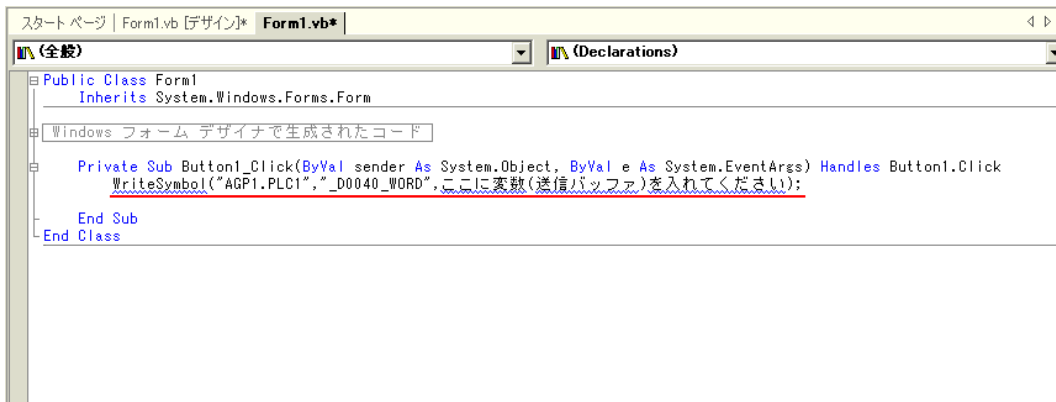 スタート ページ | Form1.vb [デザイン]* Form1.vb*
(全般) (Declarations)
Public Class Form1
Inherits System.Windows.Forms.Form
Windows フォーム デザイナで生成されたコード
Private Sub Button1_Click(ByVal sender As System.Object, ByVal e As System.EventArgs) Handles Button1.Click
WriteSymbol("AGP1.PLC1","_D0040_WORD",ここに変数(送信バッファ)を入れてください);
End Sub
End Class